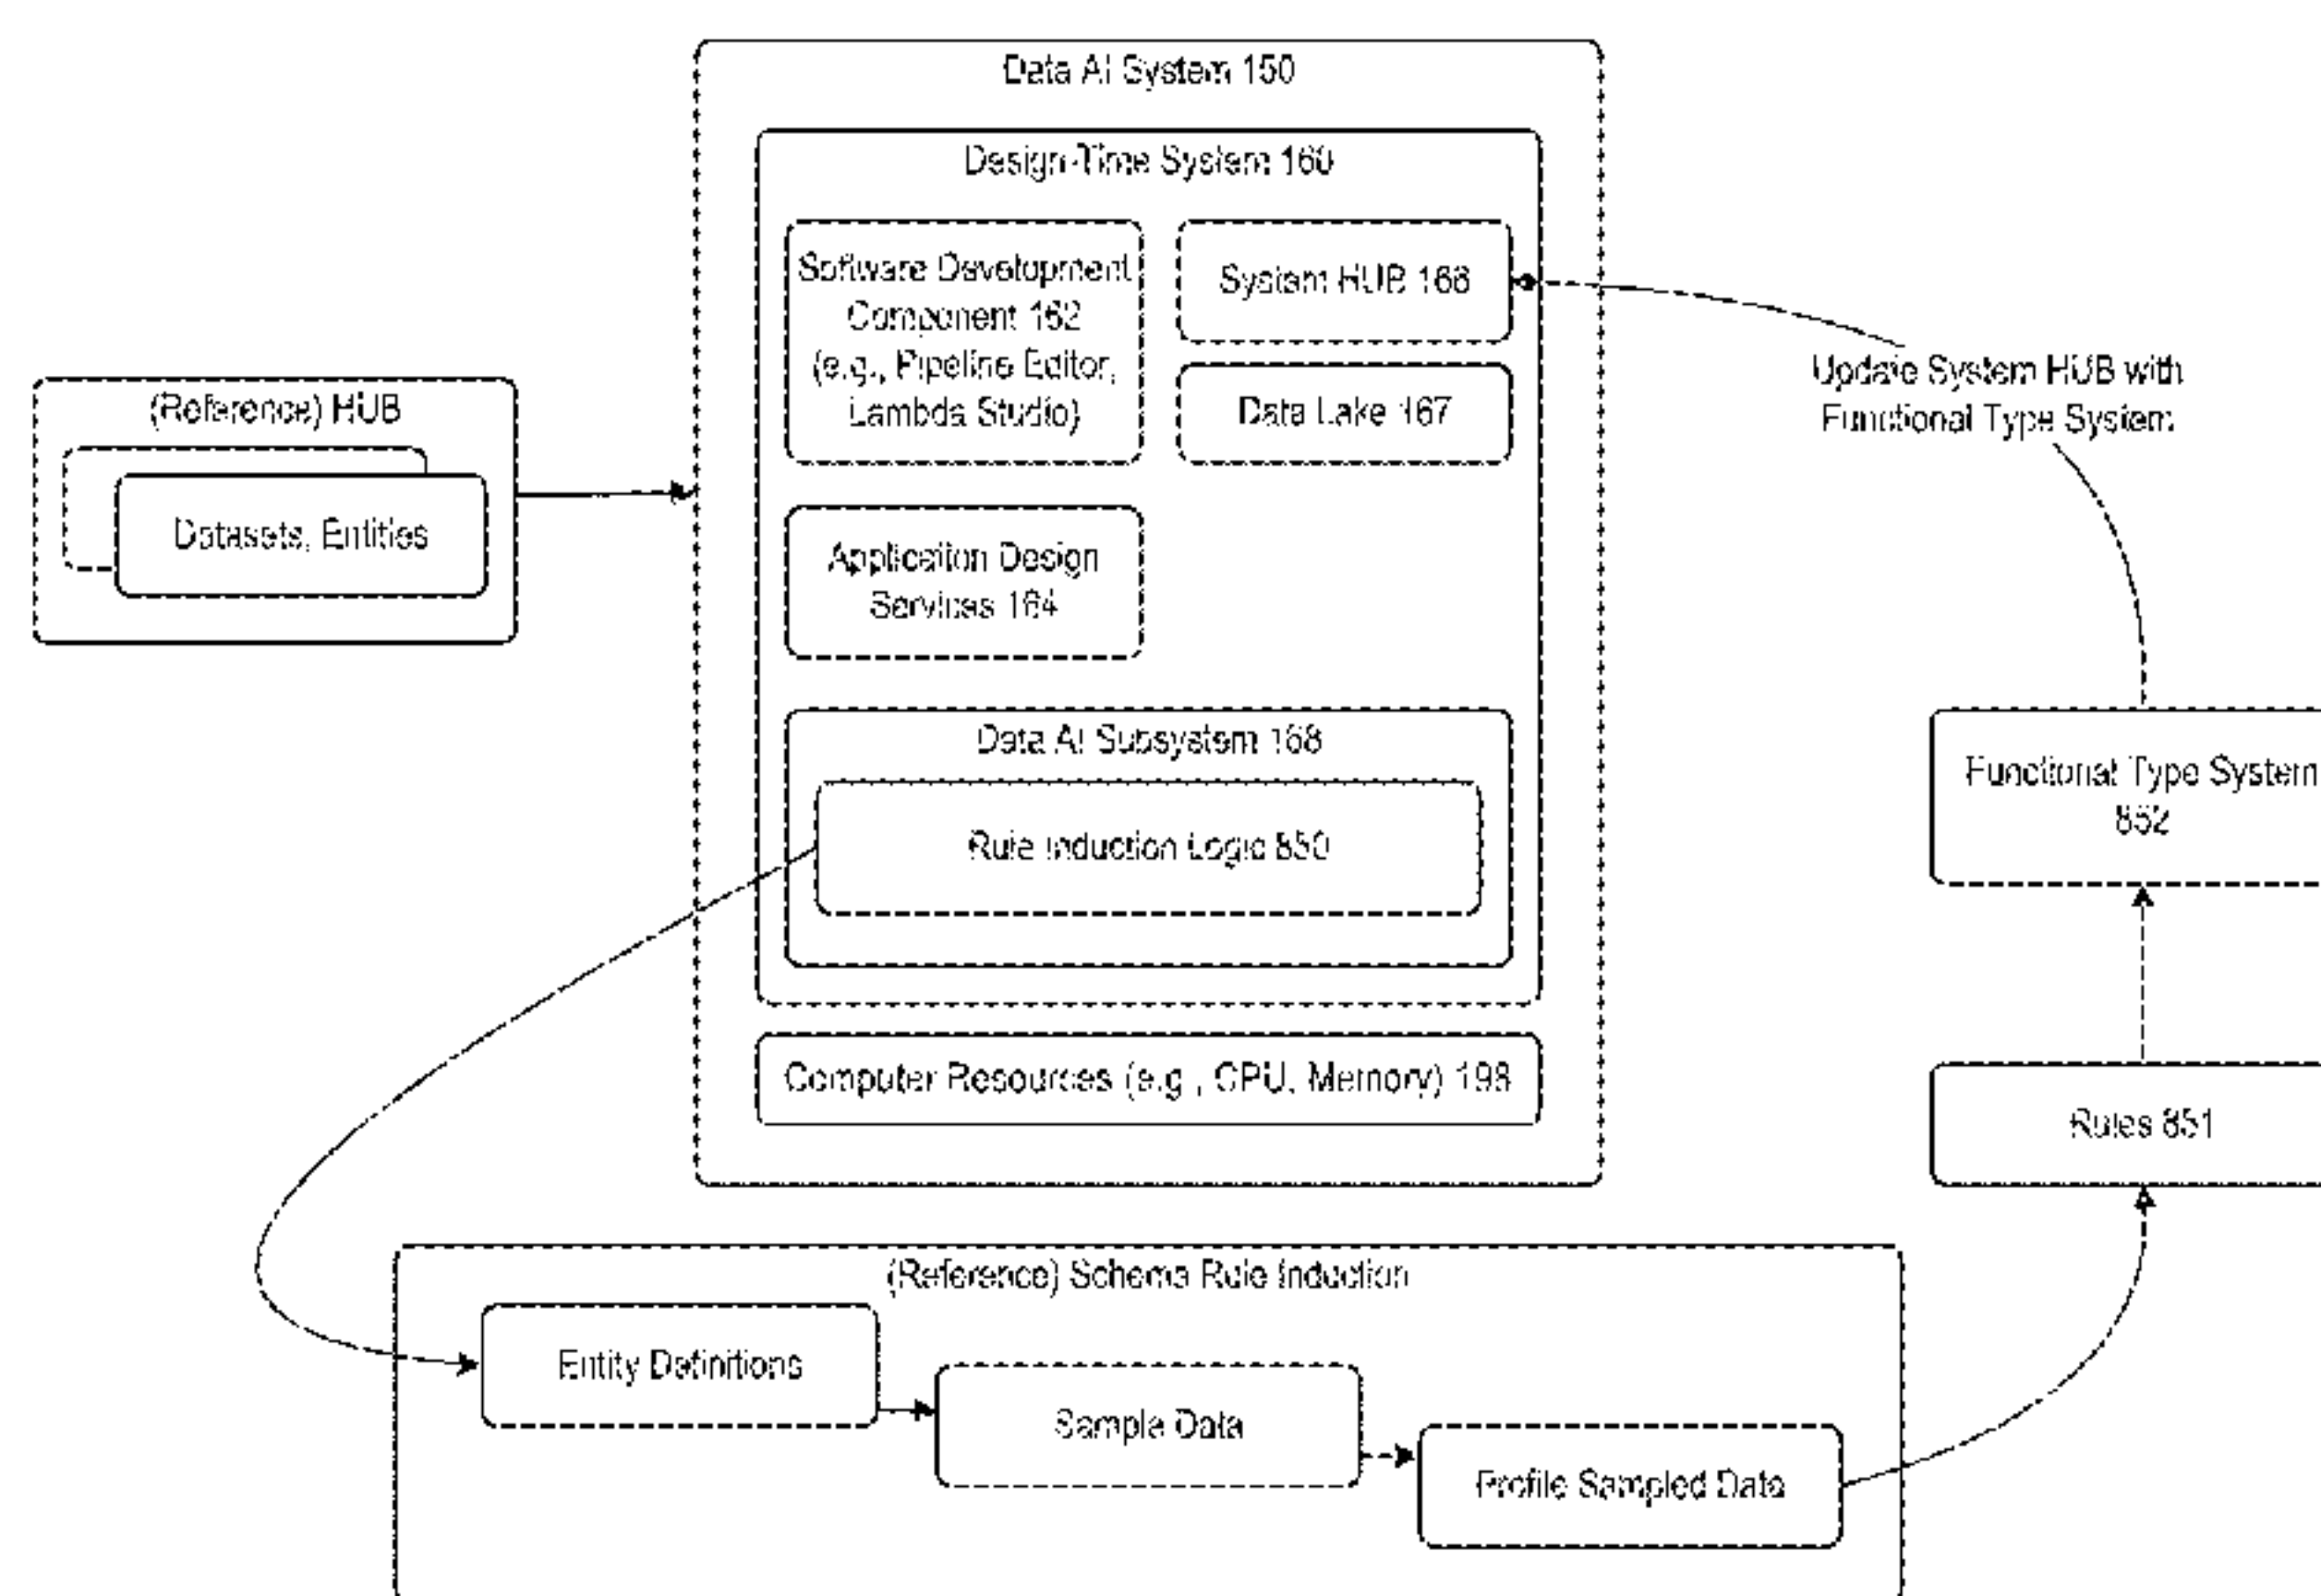 Data AI System 150
Design-Time System 160
Software Development
Component 162
(e.g., Pipeline Editor,
Lambda Studio)
System HUB 166
Data Lake 167
Application Design
Services 164
Data AI Subsystem 168
Rule Induction Logic 850
Computer Resources (e.g., CPU, Memory) 198
(Reference) HUB
Datasets, Entities
Update System HUB with
Functional Type System
Functional Type System
852
Rules 851
(Reference) Schema Rule Induction
Entity Definitions
Sample Data
Profile Sampled Data